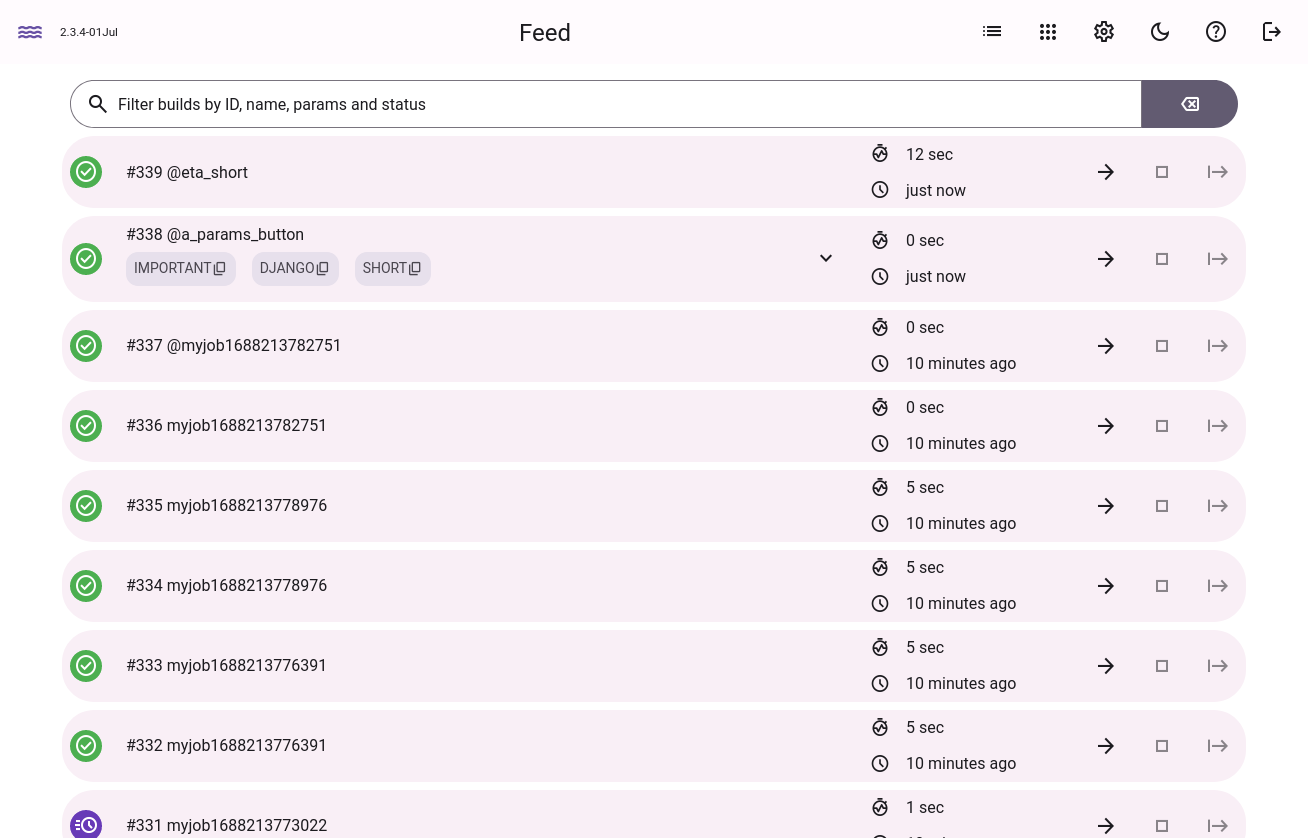 2.3.4-01Jul
Feed
Filter builds by ID, name, params and status
#339 @eta_short
12 sec
just now
#338 @a_params_button
IMPORTANT DJANGO SHORT
0 sec
just now
#337 @myjob1688213782751
0 sec
10 minutes ago
#336 myjob1688213782751
0 sec
10 minutes ago
#335 myjob1688213778976
5 sec
10 minutes ago
#334 myjob1688213778976
5 sec
10 minutes ago
#333 myjob1688213776391
5 sec
10 minutes ago
#332 myjob1688213776391
5 sec
10 minutes ago
#331 myjob1688213773022
1 sec